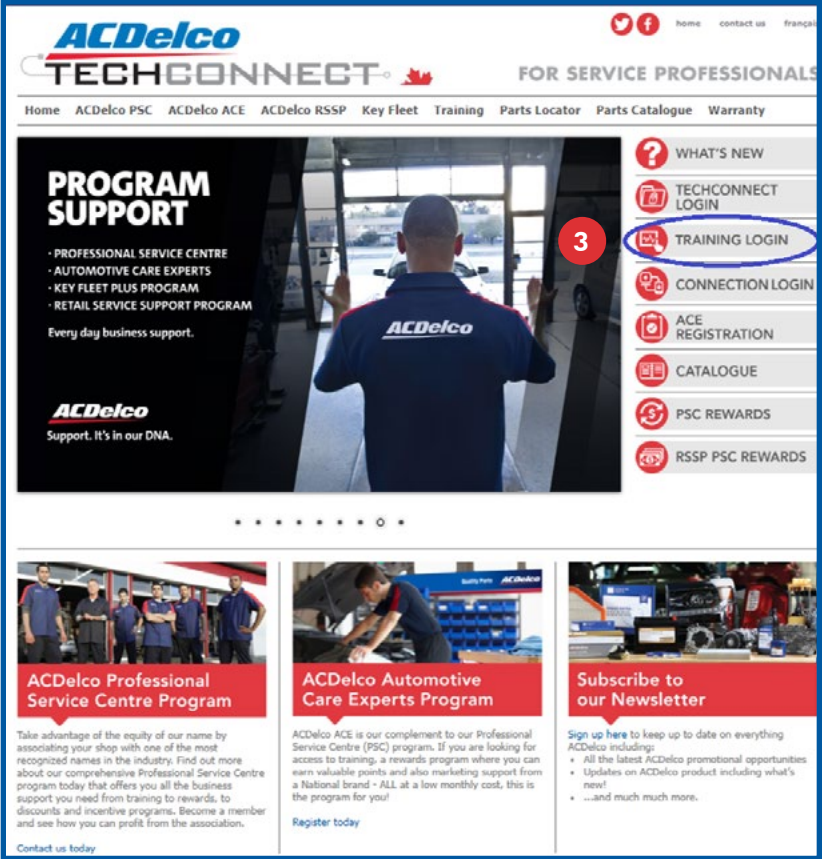 ACDelco
TECHCONNECT
home contact us françai
FOR SERVICE PROFESSIONALS
Home ACDelco PSC ACDelco ACE ACDelco RSSP Key Fleet Training Parts Locator Parts Catalogue Warranty
PROGRAM
SUPPORT
· PROFESSIONAL SERVICE CENTRE
· AUTOMOTIVE CARE EXPERTS
· KEY FLEET PLUS PROGRAM
· RETAIL SERVICE SUPPORT PROGRAM
Every day business support.
ACDelco
Support. It's in our DNA.
ACDelco
3
WHAT'S NEW
TECHCONNECT
LOGIN
TRAINING LOGIN
CONNECTION LOGIN
ACE
REGISTRATION
CATALOGUE
PSC REWARDS
RSSP PSC REWARDS
ACDelco Professional
Service Centre Program
Take advantage of the equity of our name by
associating your shop with one of the most
recognized names in the industry. Find out more
about our comprehensive Professional Service Centre
program today that offers you all the business
support you need from training to rewards, to
discounts and incentive programs. Become a member
and see how you can profit from the association.
Contact us today
Quality Parts ACDelco
ACDelco Automotive
Care Experts Program
ACDelco ACE is our complement to our Professional
Service Centre (PSC) program. If you are looking for
access to training, a rewards program where you can
earn valuable points and also marketing support from
a National brand - ALL at a low monthly cost, this is
the program for you!
Register today
Subscribe to
our Newsletter
Sign up here to keep up to date on everything
ACDelco including:
• All the latest ACDelco promotional opportunities
• Updates on ACDelco product including what's
new!
• ...and much much more.